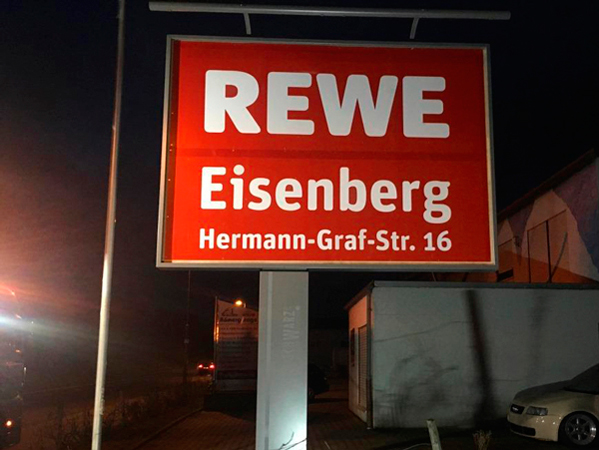 REWE
Eisenberg
Hermann-Graf-Str. 16